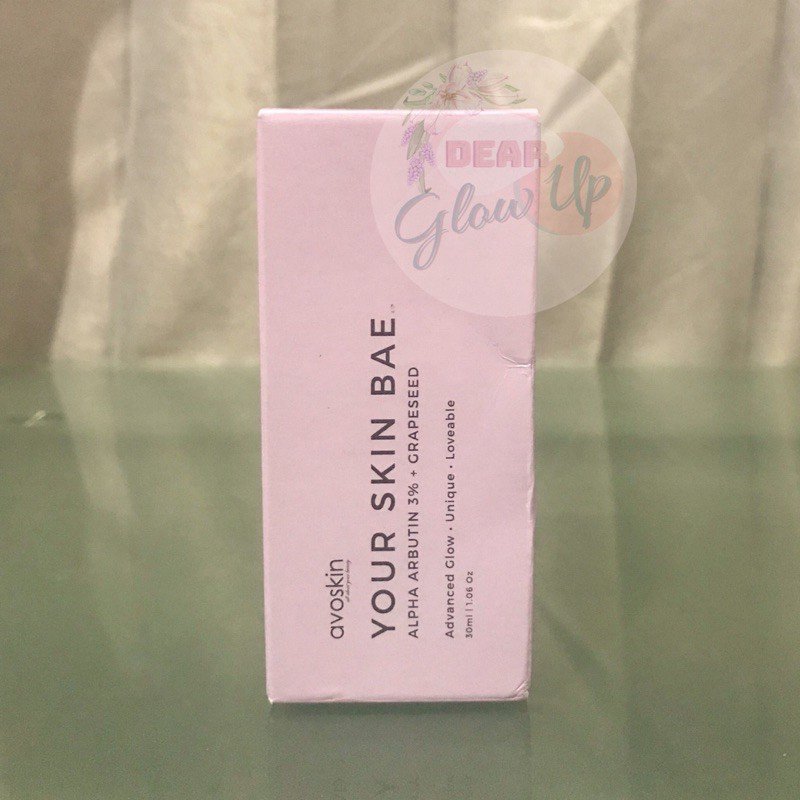 DEAR
Glow Up
avoskin
YOUR SKIN BAE
ALPHA ARBUTIN 3% + GRAPESEED
Advanced Glow • Unique • Loveable
30ml | 1.06 Oz